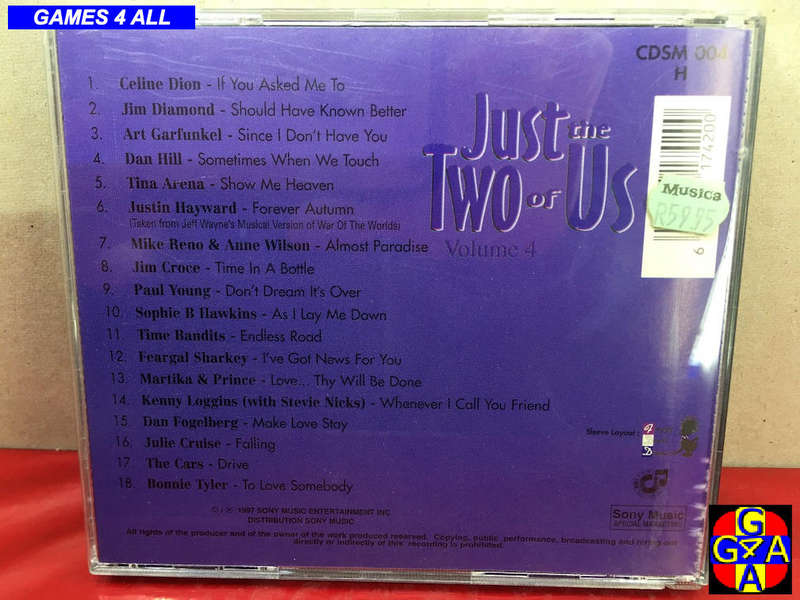 GAMES 4 ALL
CDSM 004
H
1. Celine Dion - If You Asked Me To
2. Jim Diamond - Should Have Known Better
3. Art Garfunkel - Since I Don't Have You
4. Dan Hill - Sometimes When We Touch
5. Tina Arena - Show Me Heaven
6. Justin Hayward - Forever Autumn
(Taken from Jeff Wayne's Musical Version of War Of The Worlds)
7. Mike Reno & Anne Wilson - Almost Paradise
8. Jim Croce - Time In A Bottle
9. Paul Young - Don't Dream It's Over
10. Sophie B Hawkins - As I Lay Me Down
11. Time Bandits - Endless Road
12. Feargal Sharkey - I've Got News For You
13. Martika & Prince - Love... Thy Will Be Done
14. Kenny Loggins (with Stevie Nicks) - Whenever I Call You Friend
15. Dan Fogelberg - Make Love Stay
16. Julie Cruise - Falling
17. The Cars - Drive
18. Bonnie Tyler - To Love Somebody
Just the
Two of Us
Volume 4
174200
9
Musica
R59.95
Sleeve Layout :
Sony Music
SPECIAL MARKETING
© / ℗ 1997 SONY MUSIC ENTERTAINMENT INC
DISTRIBUTION SONY MUSIC
All rights of the producer and of the owner of the work produced reserved. Copying, public performance, broadcasting and hiring out
directly or indirectly of this recording is prohibited.
G
G4A
A